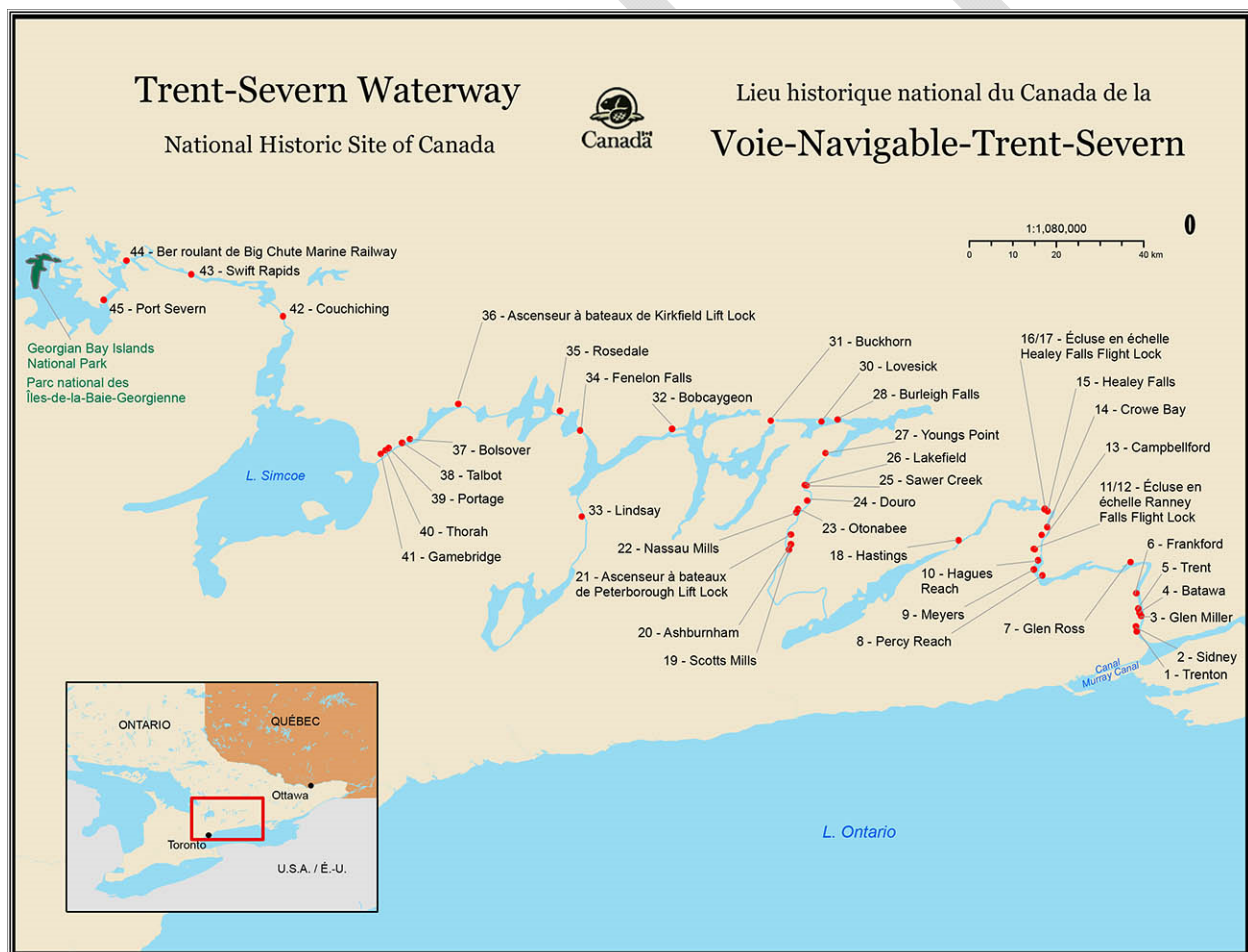 Trent-Severn Waterway
National Historic Site of Canada
Canada
Lieu historique national du Canada de la
Voie-Navigable-Trent-Severn
1:1,080,000
0 10 20 40 km
0
44 - Ber roulant de Big Chute Marine Railway
43 - Swift Rapids
45 - Port Severn
42 - Couchiching
Georgian Bay Islands
National Park
Parc national des
Îles-de-la-Baie-Georgienne
36 - Ascenseur à bateaux de Kirkfield Lift Lock
35 - Rosedale
34 - Fenelon Falls
32 - Bobcaygeon
31 - Buckhorn
30 - Lovesick
28 - Burleigh Falls
27 - Youngs Point
26 - Lakefield
25 - Sawer Creek
24 - Douro
23 - Otonabee
22 - Nassau Mills
21 - Ascenseur à bateaux
de Peterborough Lift Lock
20 - Ashburnham
19 - Scotts Mills
33 - Lindsay
37 - Bolsover
38 - Talbot
39 - Portage
40 - Thorah
41 - Gamebridge
L. Simcoe
16/17 - Écluse en échelle
Healey Falls Flight Lock
15 - Healey Falls
14 - Crowe Bay
13 - Campbellford
11/12 - Écluse en
échelle Ranney
Falls Flight Lock
18 - Hastings
10 - Hagues
Reach
9 - Meyers
8 - Percy Reach
7 - Glen Ross
6 - Frankford
5 - Trent
4 - Batawa
3 - Glen Miller
2 - Sidney
1 - Trenton
Canal
Murray Canal
L. Ontario
ONTARIO
QUÉBEC
Ottawa
Toronto
U.S.A. / É.-U.